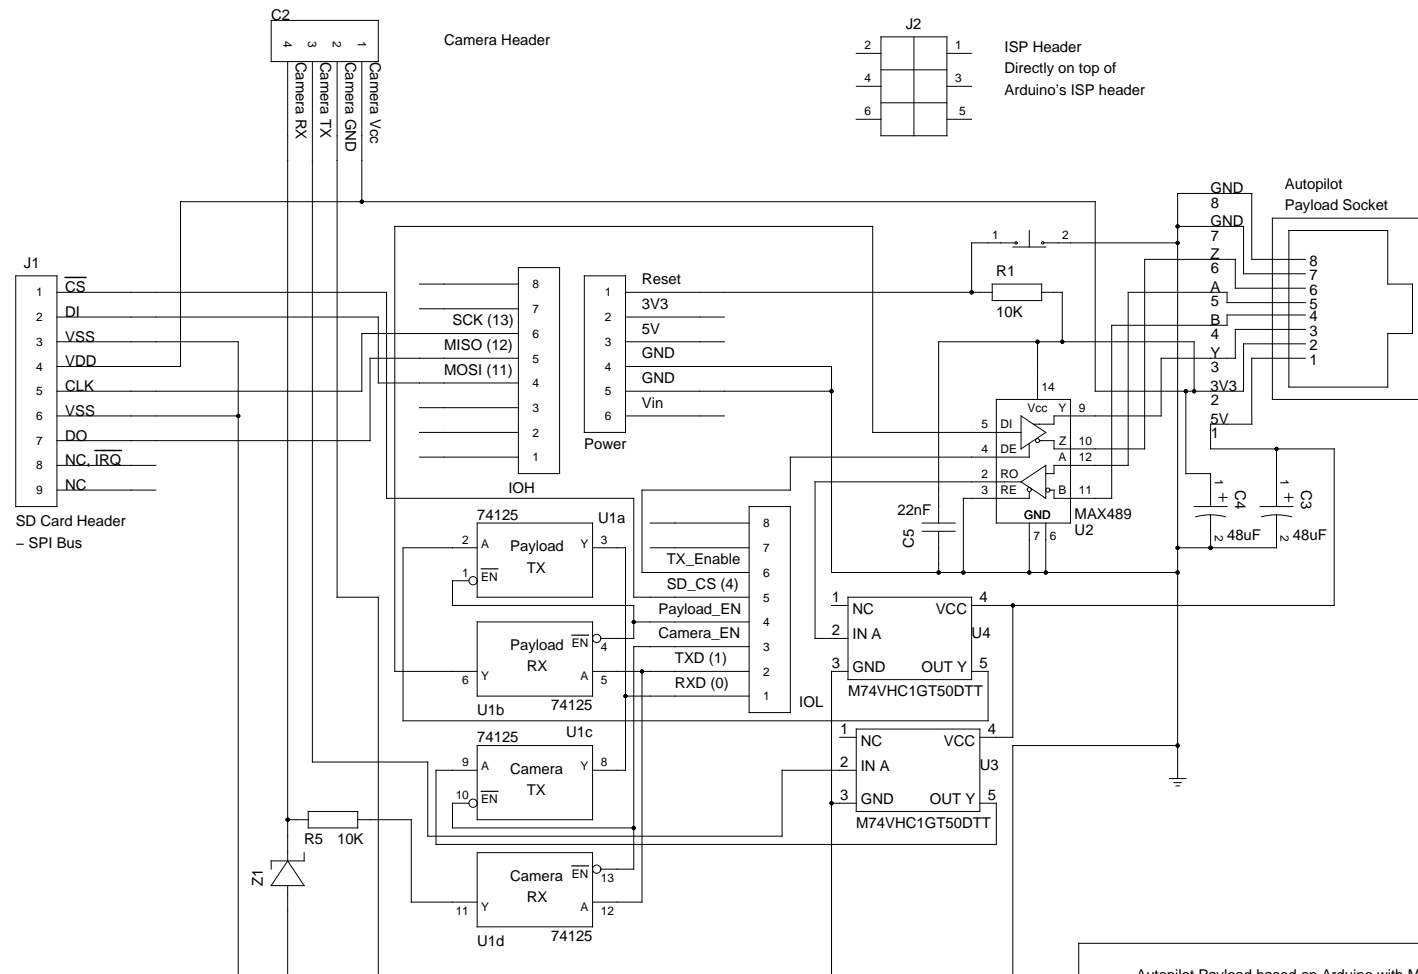 C2
4 3 2 1
Camera RX
Camera TX
Camera GND
Camera Vcc
Camera Header
J2
2 1
4 3
6 5
ISP Header
Directly on top of
Arduino's ISP header
Autopilot
Payload Socket
GND
8
GND
7
Z
6
A
5
B
4
Y
3
3V3
2
5V
1
8
7
6
5
4
3
2
1
J1
1 CS
2 DI
3 VSS
4 VDD
5 CLK
6 VSS
7 DO
8 NC, IRQ
9 NC
SD Card Header
– SPI Bus
8
7
SCK (13) 6
MISO (12) 5
MOSI (11) 4
3
2
1
IOH
1 Reset
2 3V3
3 5V
4 GND
5 GND
6 Vin
Power
1 2
R1
10K
14
Vcc Y 9
5 DI
Z 10
4 DE
A 12
2 RO
3 RE B 11
GND
7 6
MAX489
U2
22nF
C5
1 + C4
2 48uF
1 + C3
2 48uF
74125 U1a
2 A Payload Y 3
TX
1 EN
Payload EN 4
RX
6 Y A 5
U1b 74125
8
7
TX_Enable 6
SD_CS (4) 5
Payload_EN 4
Camera_EN 3
TXD (1) 2
RXD (0) 1
IOL
1 NC VCC 4
2 IN A U4
3 GND OUT Y 5
M74VHC1GT50DTT
74125 U1c
9 A Camera Y 8
TX
10 EN
1 NC VCC 4
2 IN A U3
3 GND OUT Y 5
M74VHC1GT50DTT
R5 10K
Z1
Camera EN 13
RX
11 Y A 12
U1d 74125
Autopilot Payload based on Arduino with M